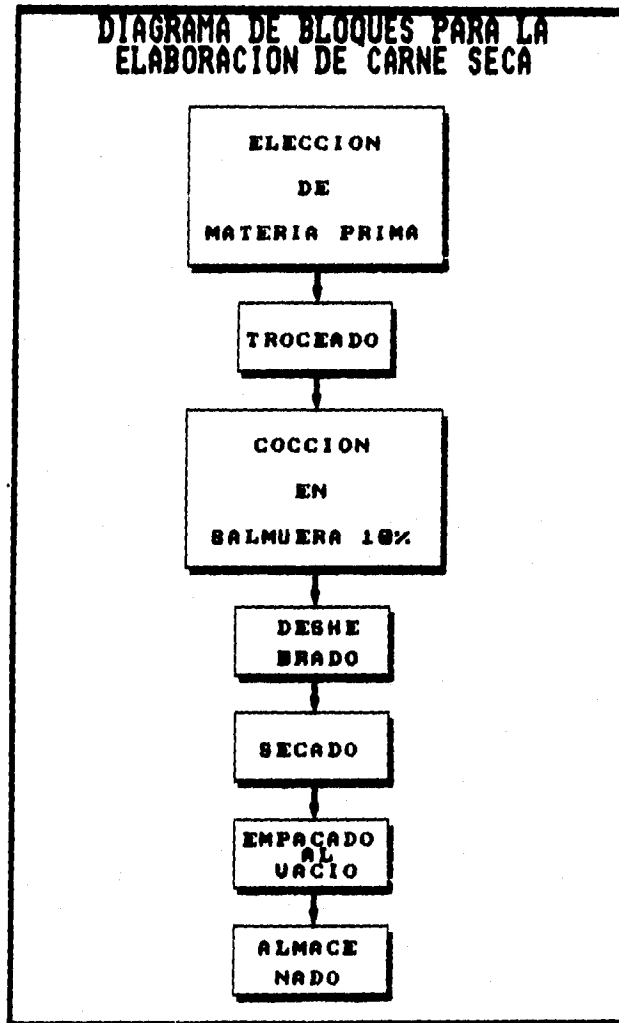 DIAGRAMA DE BLOQUES PARA LA
ELABORACION DE CARNE SECA
ELECCION
DE
MATERIA PRIMA
TROCEADO
COCCION
EN
SALMUERA 10%
DESHE
BRADO
SECADO
EMPACADO
AL
VACIO
ALMACE
NADO